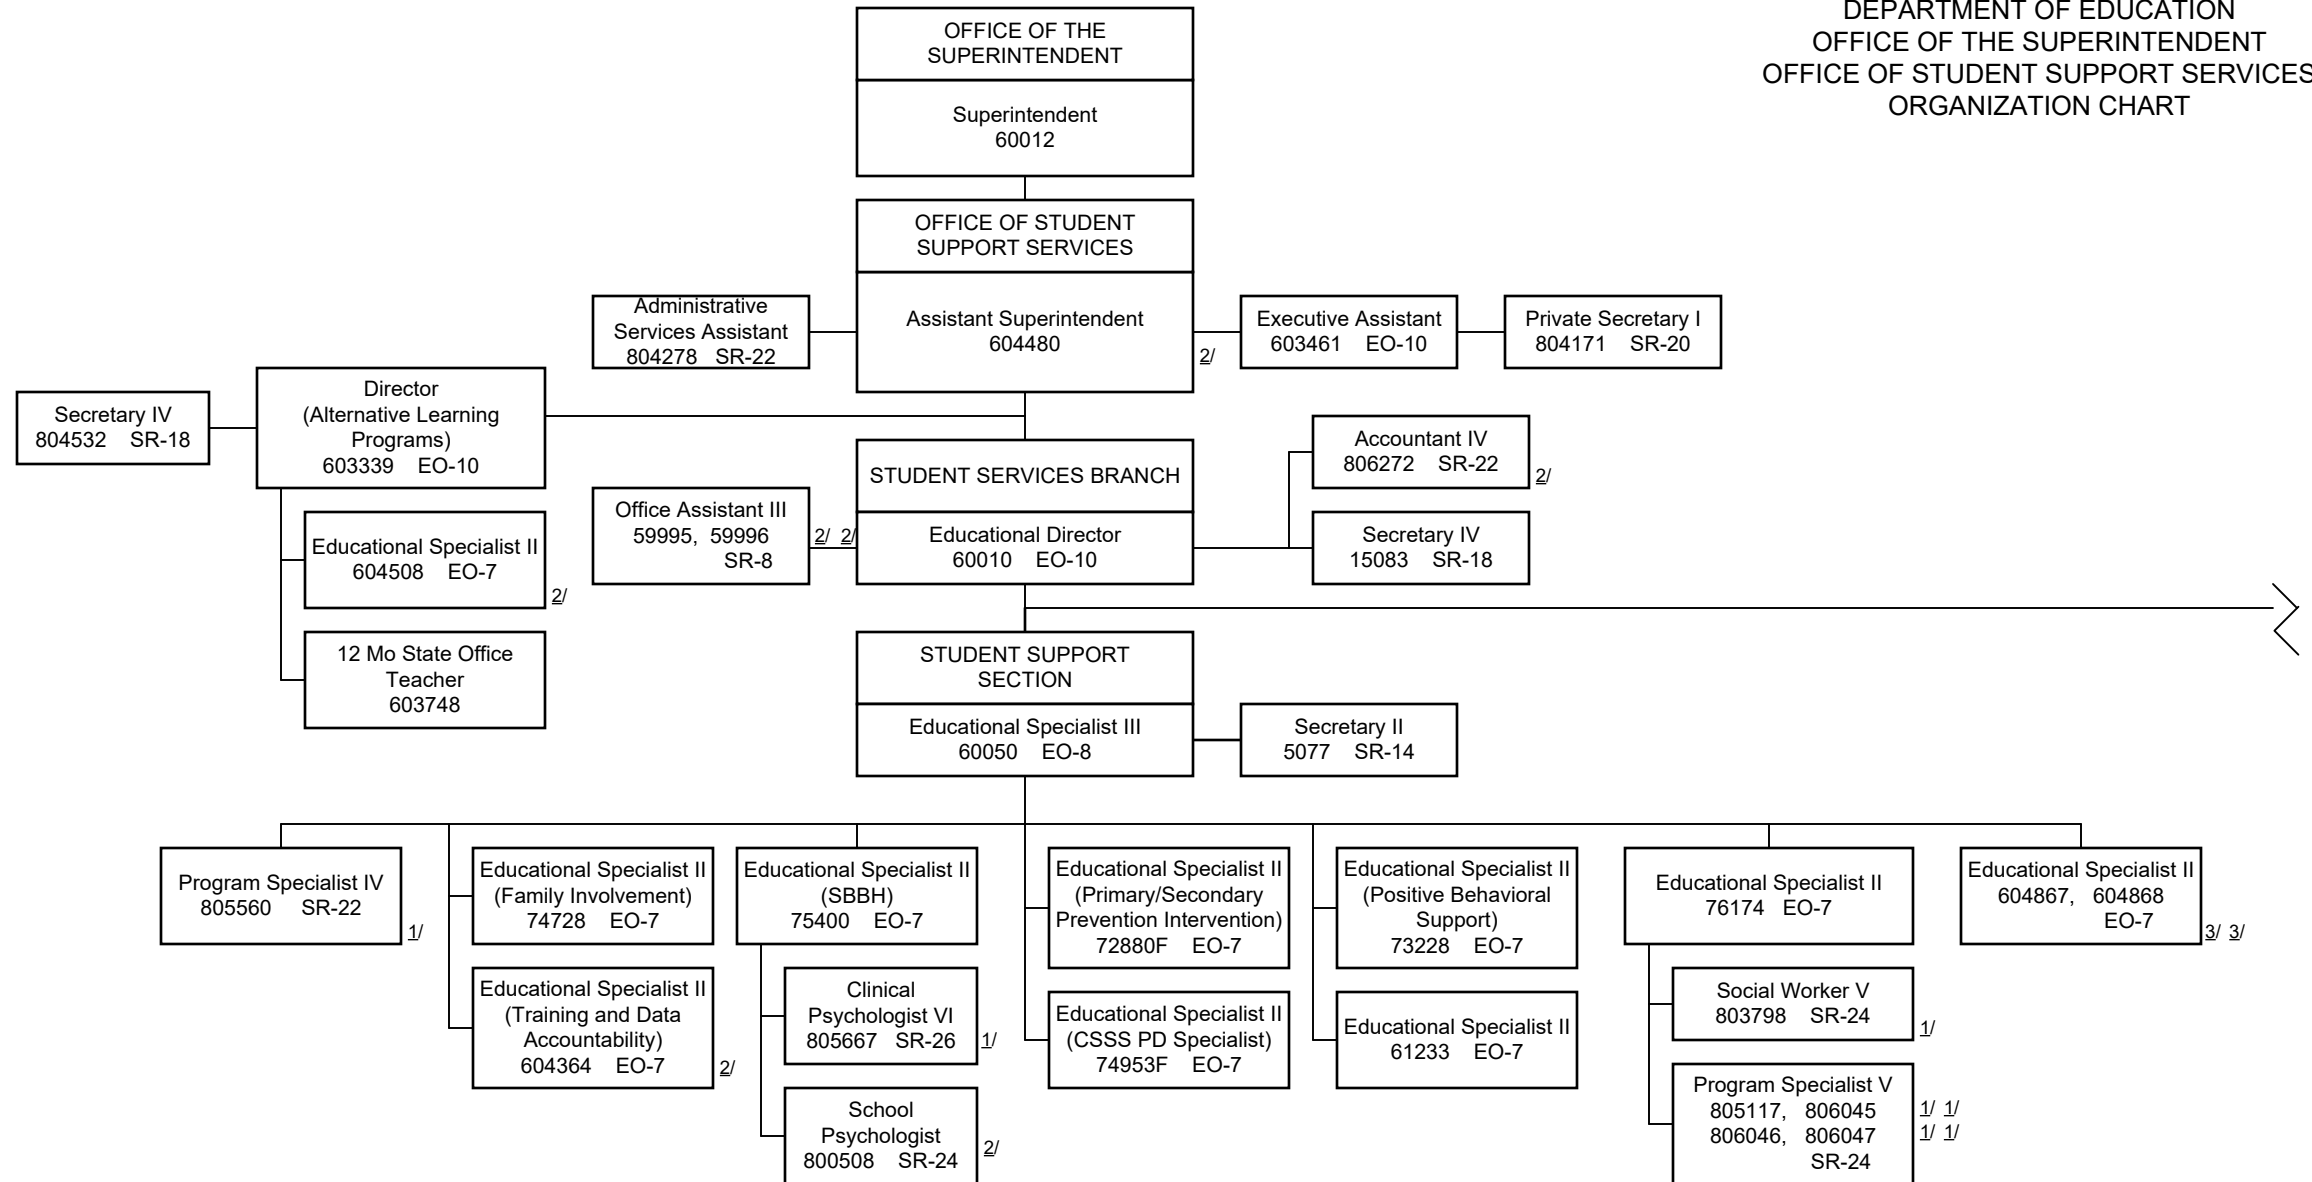 DEPARTMENT OF EDUCATION
OFFICE OF THE SUPERINTENDENT
OFFICE OF STUDENT SUPPORT SERVICES
ORGANIZATION CHART
OFFICE OF THE
SUPERINTENDENT
Superintendent
60012
OFFICE OF STUDENT
SUPPORT SERVICES
Assistant Superintendent
604480
Administrative
Services Assistant
804278 SR-22
2/
Executive Assistant
603461 EO-10
Private Secretary I
804171 SR-20
Secretary IV
804532 SR-18
Director
(Alternative Learning
Programs)
603339 EO-10
Educational Specialist II
604508 EO-7
2/
12 Mo State Office
Teacher
603748
STUDENT SERVICES BRANCH
Educational Director
60010 EO-10
Office Assistant III
59995, 59996
SR-8
2/ 2/
Accountant IV
806272 SR-22
2/
Secretary IV
15083 SR-18
STUDENT SUPPORT
SECTION
Educational Specialist III
60050 EO-8
Secretary II
5077 SR-14
Program Specialist IV
805560 SR-22
1/
Educational Specialist II
(Family Involvement)
74728 EO-7
Educational Specialist II
(Training and Data
Accountability)
604364 EO-7
2/
Educational Specialist II
(SBBH)
75400 EO-7
Clinical
Psychologist VI
805667 SR-26
1/
School
Psychologist
800508 SR-24
2/
Educational Specialist II
(Primary/Secondary
Prevention Intervention)
72880F EO-7
Educational Specialist II
(CSSS PD Specialist)
74953F EO-7
Educational Specialist II
(Positive Behavioral
Support)
73228 EO-7
Educational Specialist II
61233 EO-7
Educational Specialist II
76174 EO-7
Social Worker V
803798 SR-24
1/
Program Specialist V
805117, 806045
806046, 806047
SR-24
1/ 1/
1/ 1/
Educational Specialist II
604867, 604868
EO-7
3/ 3/